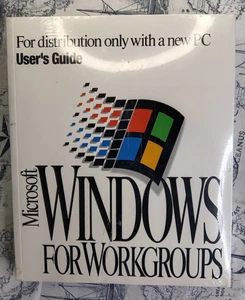 For distribution only with a new PC
User's Guide
Microsoft
WINDOWS
FOR WORKGROUPS